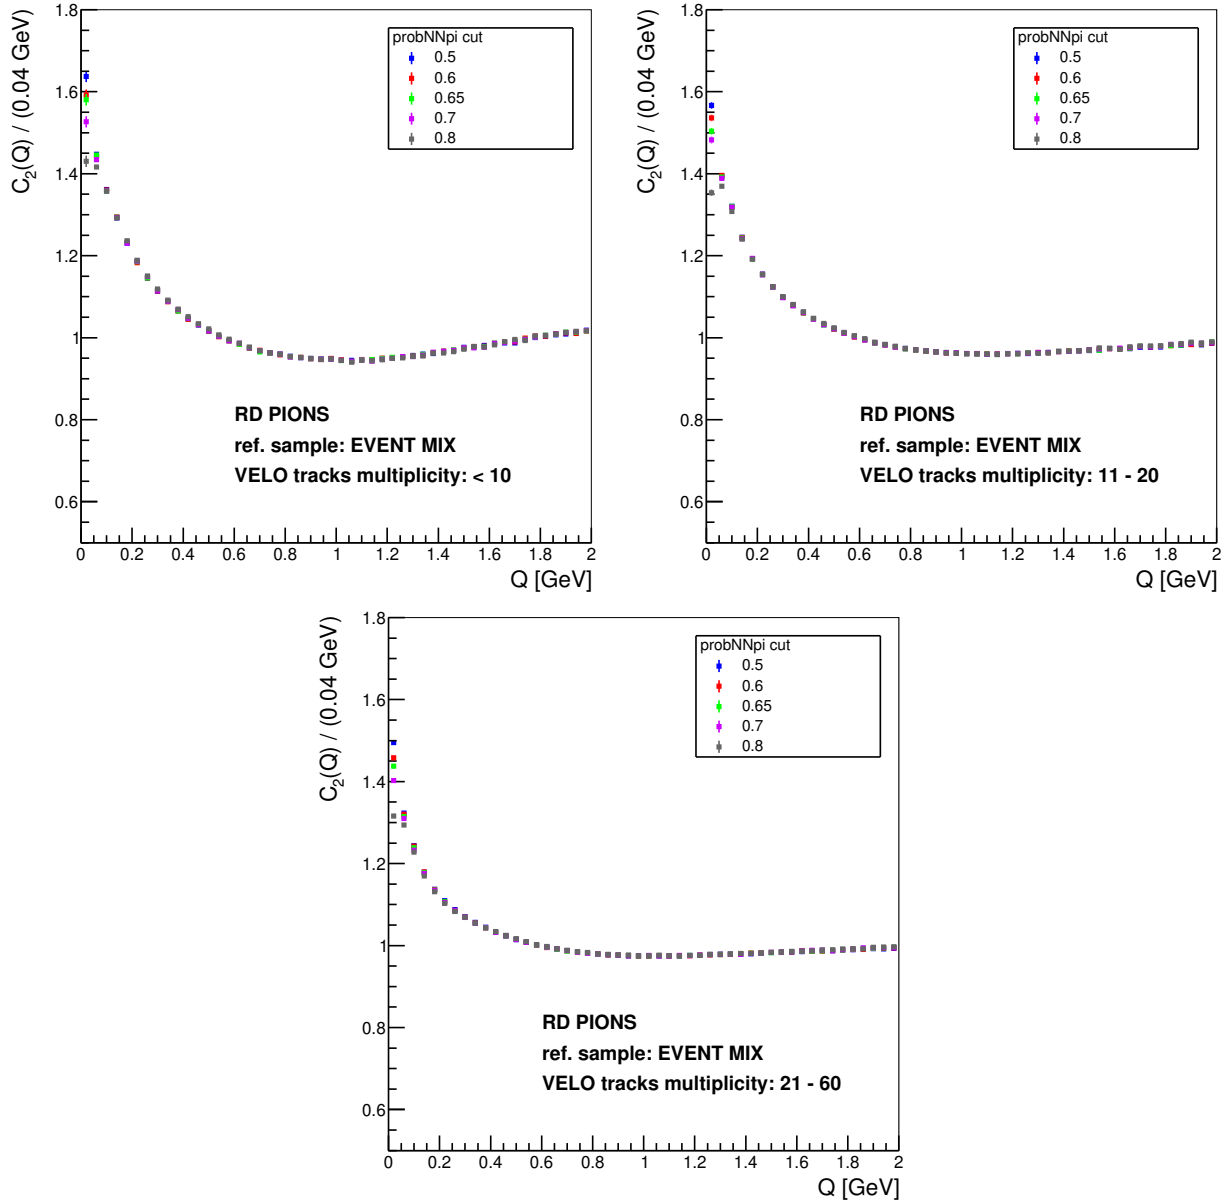 C₂(Q) / (0.04 GeV)
1.8
1.6
1.4
1.2
1
0.8
0.6
probNNpi cut
0.5
0.6
0.65
0.7
0.8
RD PIONS
ref. sample: EVENT MIX
VELO tracks multiplicity: < 10
0 0.2 0.4 0.6 0.8 1 1.2 1.4 1.6 1.8 2
Q [GeV]
C₂(Q) / (0.04 GeV)
1.8
1.6
1.4
1.2
1
0.8
0.6
probNNpi cut
0.5
0.6
0.65
0.7
0.8
RD PIONS
ref. sample: EVENT MIX
VELO tracks multiplicity: 11 - 20
0 0.2 0.4 0.6 0.8 1 1.2 1.4 1.6 1.8 2
Q [GeV]
C₂(Q) / (0.04 GeV)
1.8
1.6
1.4
1.2
1
0.8
0.6
probNNpi cut
0.5
0.6
0.65
0.7
0.8
RD PIONS
ref. sample: EVENT MIX
VELO tracks multiplicity: 21 - 60
0 0.2 0.4 0.6 0.8 1 1.2 1.4 1.6 1.8 2
Q [GeV]